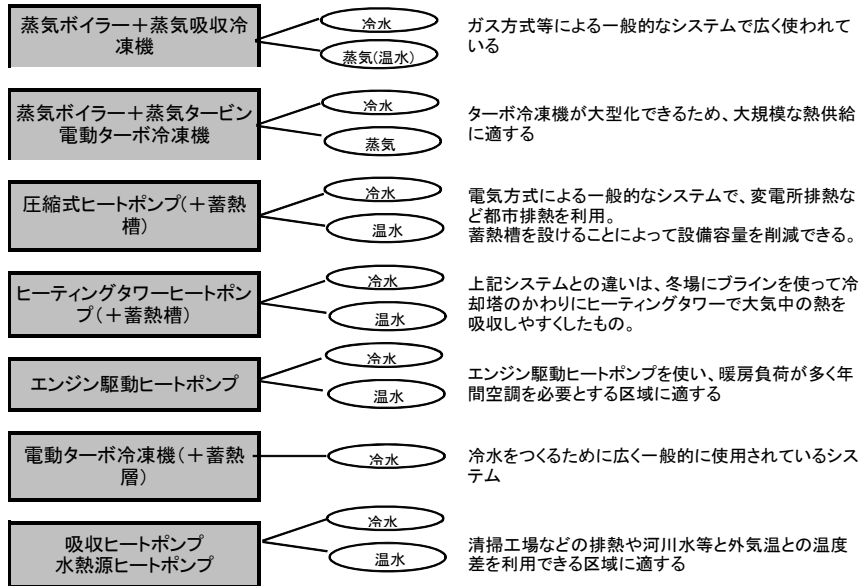 蒸気ボイラー＋蒸気吸収冷
凍機
冷水
蒸気(温水)
ガス方式等による一般的なシステムで広く使われて
いる
蒸気ボイラー＋蒸気タービン
電動ターボ冷凍機
冷水
蒸気
ターボ冷凍機が大型化できるため、大規模な熱供給
に適する
圧縮式ヒートポンプ(＋蓄熱
槽)
冷水
温水
電気方式による一般的なシステムで、変電所排熱な
ど都市排熱を利用。
蓄熱槽を設けることによって設備容量を削減できる。
ヒーティングタワーヒートポン
プ(＋蓄熱槽)
冷水
温水
上記システムとの違いは、冬場にブラインを使って冷
却塔のかわりにヒーティングタワーで大気中の熱を
吸収しやすくしたもの。
エンジン駆動ヒートポンプ
冷水
温水
エンジン駆動ヒートポンプを使い、暖房負荷が多く年
間空調を必要とする区域に適する
電動ターボ冷凍機(＋蓄熱
層)
冷水
冷水をつくるために広く一般的に使用されているシス
テム
吸収ヒートポンプ
水熱源ヒートポンプ
冷水
温水
清掃工場などの排熱や河川水等と外気温との温度
差を利用できる区域に適する